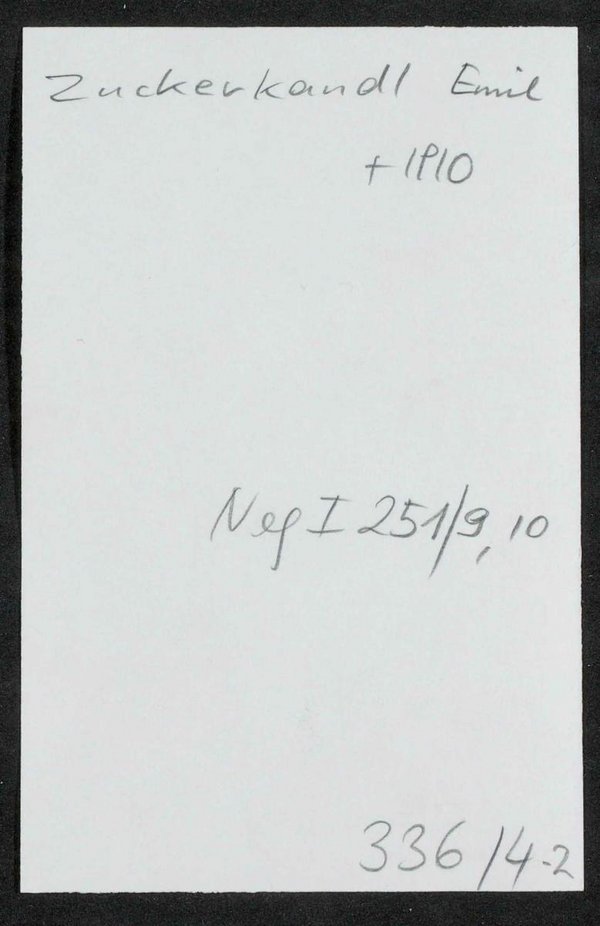 Zuckerkandl Emil
+ 1910
Neg I 251/9, 10
336/4-2